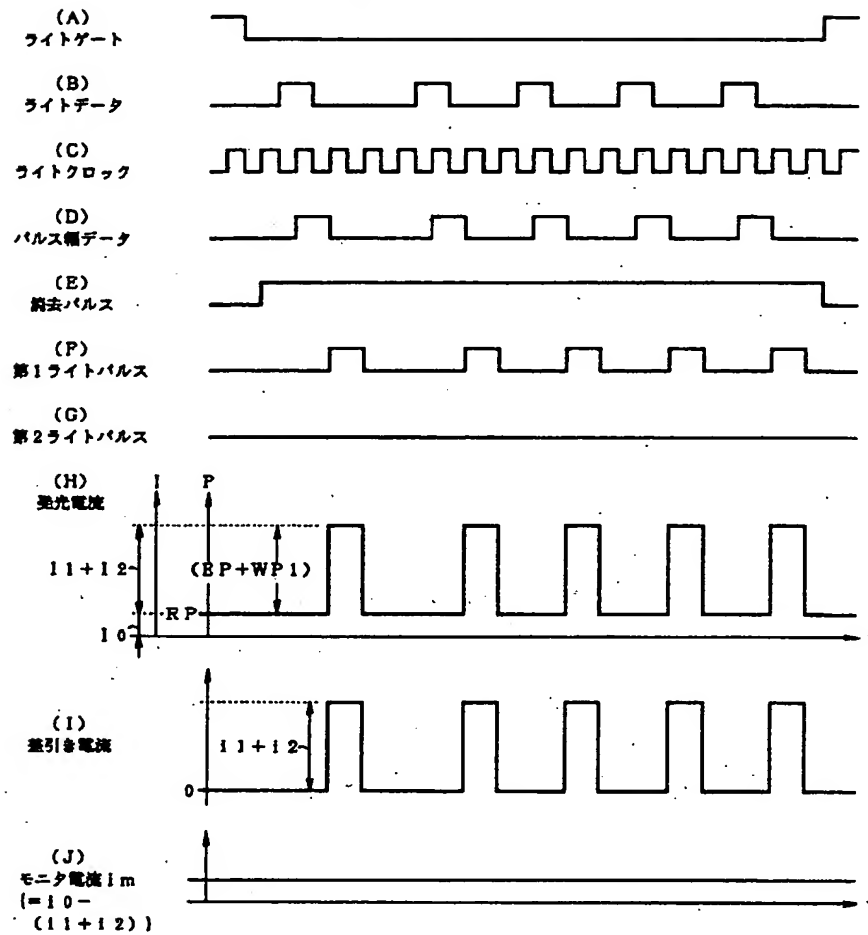 (A)
ライトゲート
(B)
ライトデータ
(C)
ライトクロック
(D)
パルス幅データ
(E)
消去パルス
(F)
第1ライトパルス
(G)
第2ライトパルス
(H)
発光電流
I
P
I1+I2
(EP+WP1)
RP
I0
(I)
差引き電流
i1+i2
0
(J)
モニタ電流im
{=i0-
(i1+i2)}